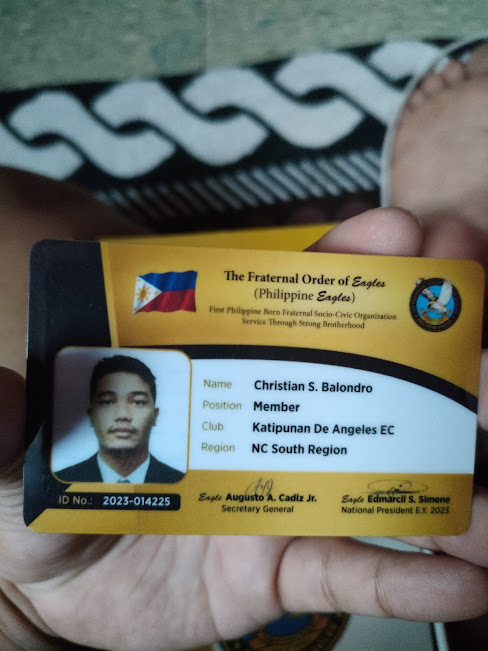 The Fraternal Order of Eagles
(Philippine Eagles)
First Philippine Born Fraternal Socio-Civic Organization
Service Through Strong Brotherhood
Name Christian S. Balondro
Position Member
Club Katipunan De Angeles EC
Region NC South Region
ID No.: 2023-014225
Eagle Augusto A. Cadiz Jr.
Secretary General
Eagle Edmarcil S. Simene
National President E.Y. 2023